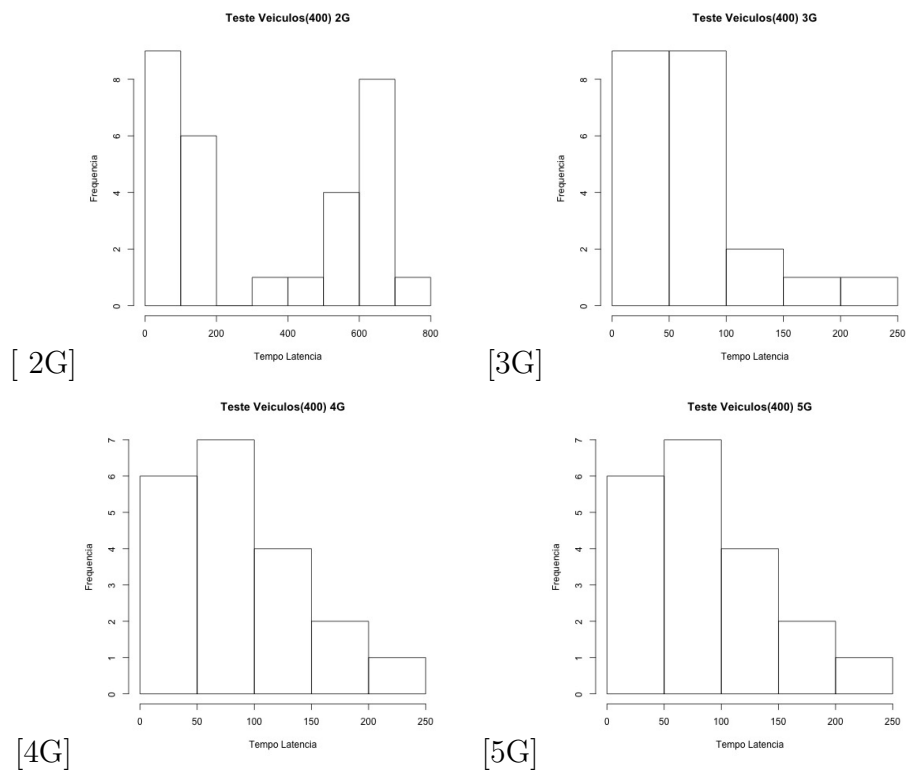 Teste Veiculos(400) 2G
Frequencia
0 2 4 6 8
0 200 400 600 800
Tempo Latencia
[ 2G]
Teste Veiculos(400) 3G
Frequencia
0 2 4 6 8
0 50 100 150 200 250
Tempo Latencia
[3G]
Teste Veiculos(400) 4G
Frequencia
0 1 2 3 4 5 6 7
0 50 100 150 200 250
Tempo Latencia
[4G]
Teste Veiculos(400) 5G
Frequencia
0 1 2 3 4 5 6 7
0 50 100 150 200 250
Tempo Latencia
[5G]